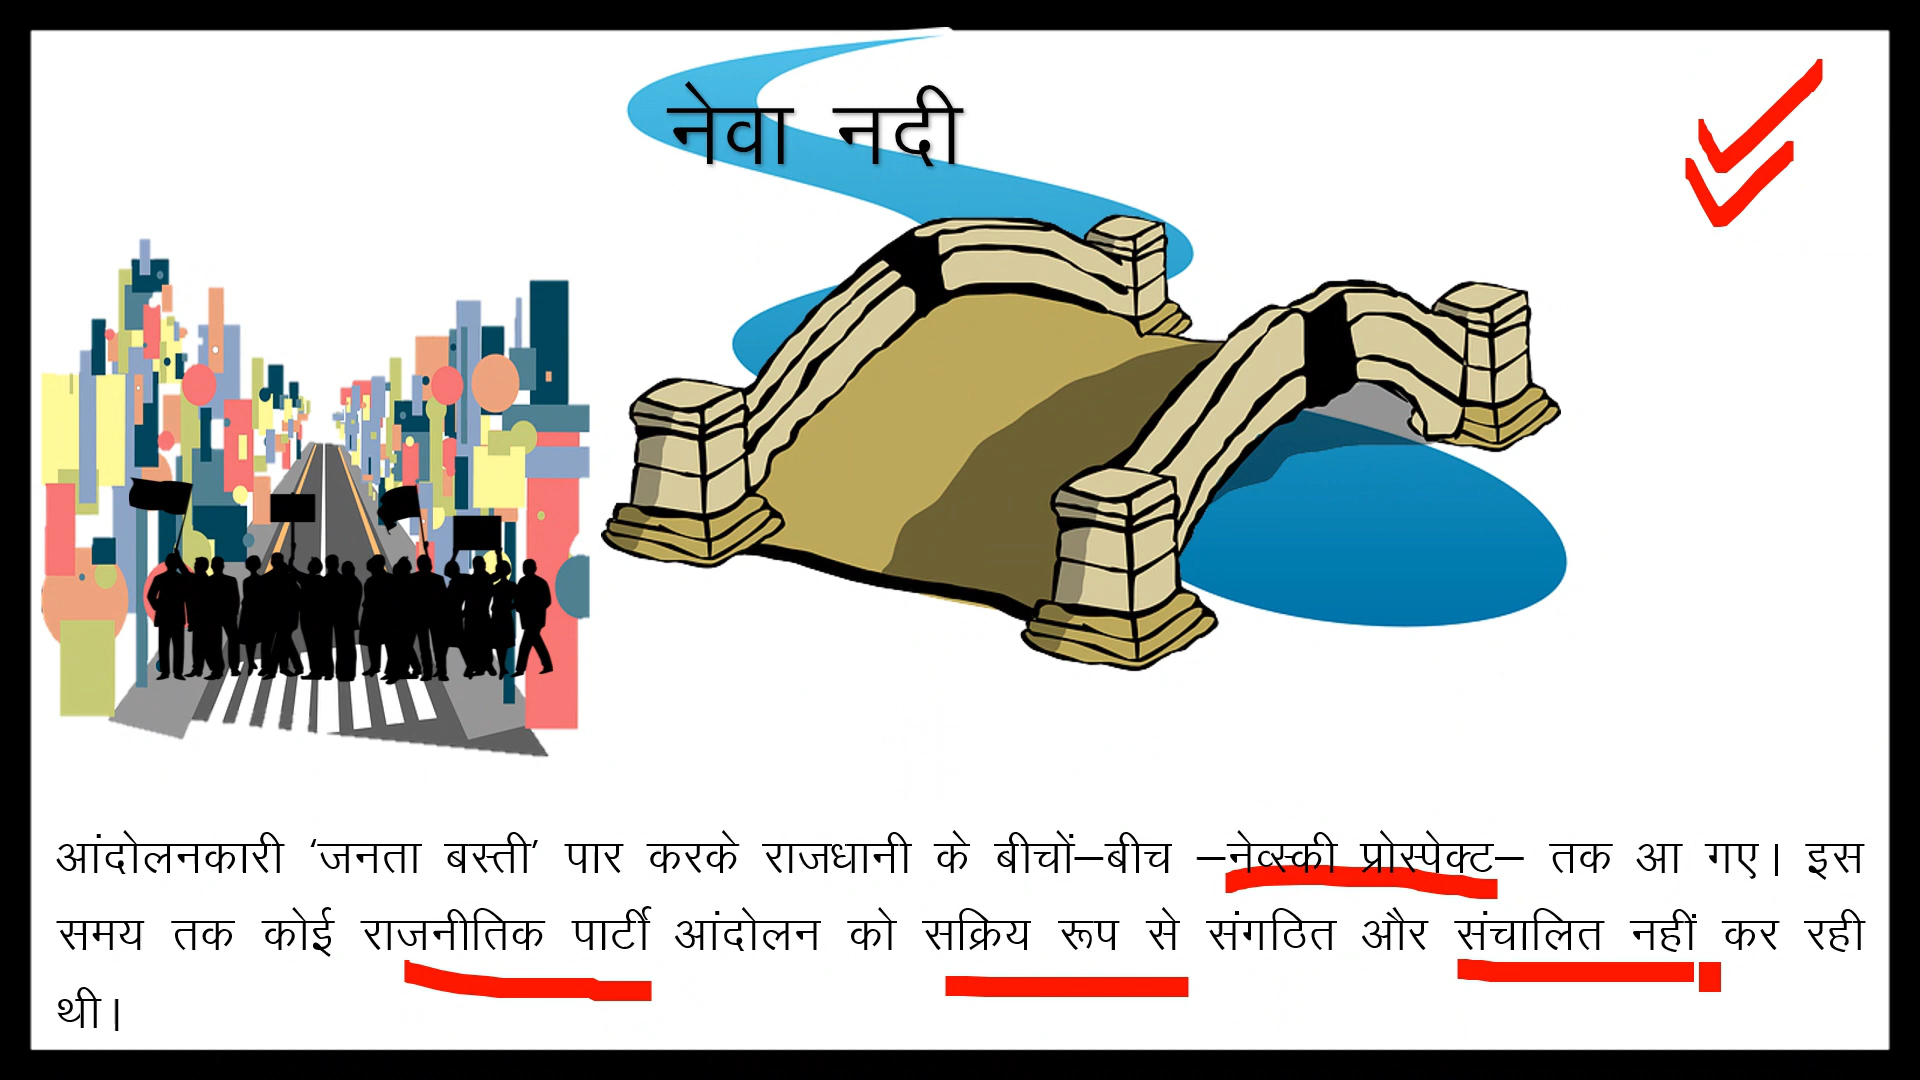 नेवा नदी
आंदोलनकारी ‘जनता बस्ती’ पार करके राजधानी के बीचों–बीच –नेव्स्की प्रोस्पेक्ट– तक आ गए। इस
समय तक कोई राजनीतिक पार्टी आंदोलन को सक्रिय रूप से संगठित और संचालित नहीं कर रही
थी।